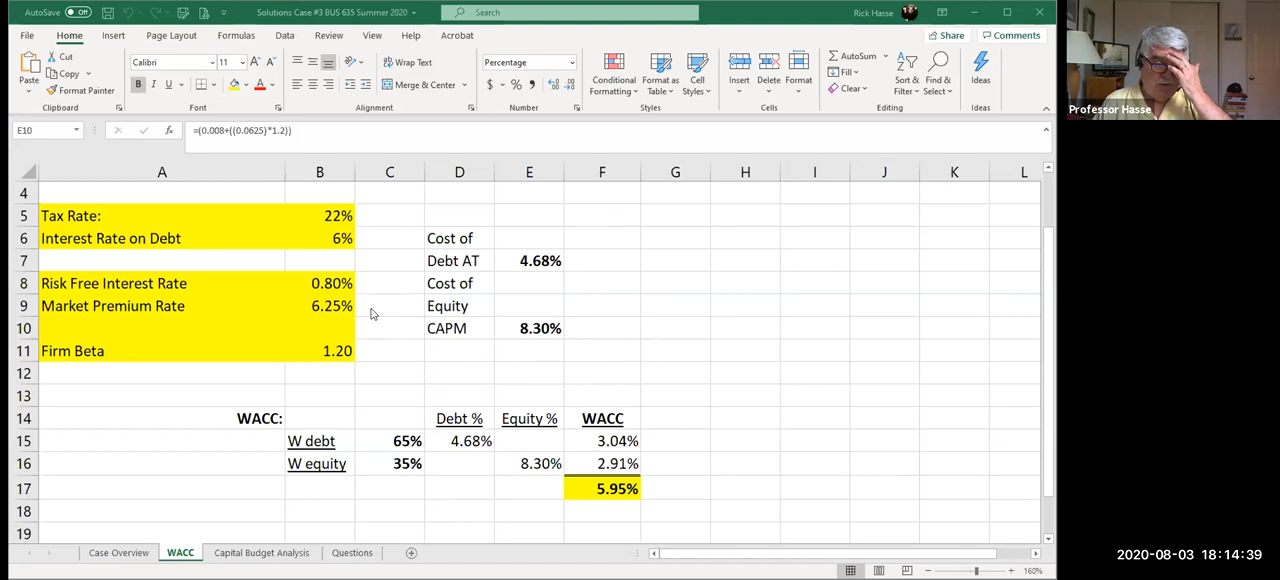 AutoSave Off Solutions Case #3 BUS 635 Summer 2020 Search Rick Hasse
File Home Insert Page Layout Formulas Data Review View Help Acrobat Share Comments
Paste Cut Copy Format Painter Clipboard
Calibri 11 A A B I U A Font
Wrap Text Merge & Center Alignment
Percentage $ % , Number
Conditional Formatting Format as Table Cell Styles Styles
Insert Delete Format Cells
AutoSum Fill Clear Sort & Filter Find & Select Editing
Ideas Ideas
Professor Hasse
E10 fx =(0.008+((0.0625)*1.2))
A B C D E F G H I J K L
4
5 Tax Rate: 22%
6 Interest Rate on Debt 6% Cost of
7 Debt AT 4.68%
8 Risk Free Interest Rate 0.80% Cost of
9 Market Premium Rate 6.25% Equity
10 CAPM 8.30%
11 Firm Beta 1.20
12
13
14 WACC: Debt % Equity % WACC
15 W debt 65% 4.68% 3.04%
16 W equity 35% 8.30% 2.91%
17 5.95%
18
19
Case Overview WACC Capital Budget Analysis Questions
2020-08-03 18:14:39
160%